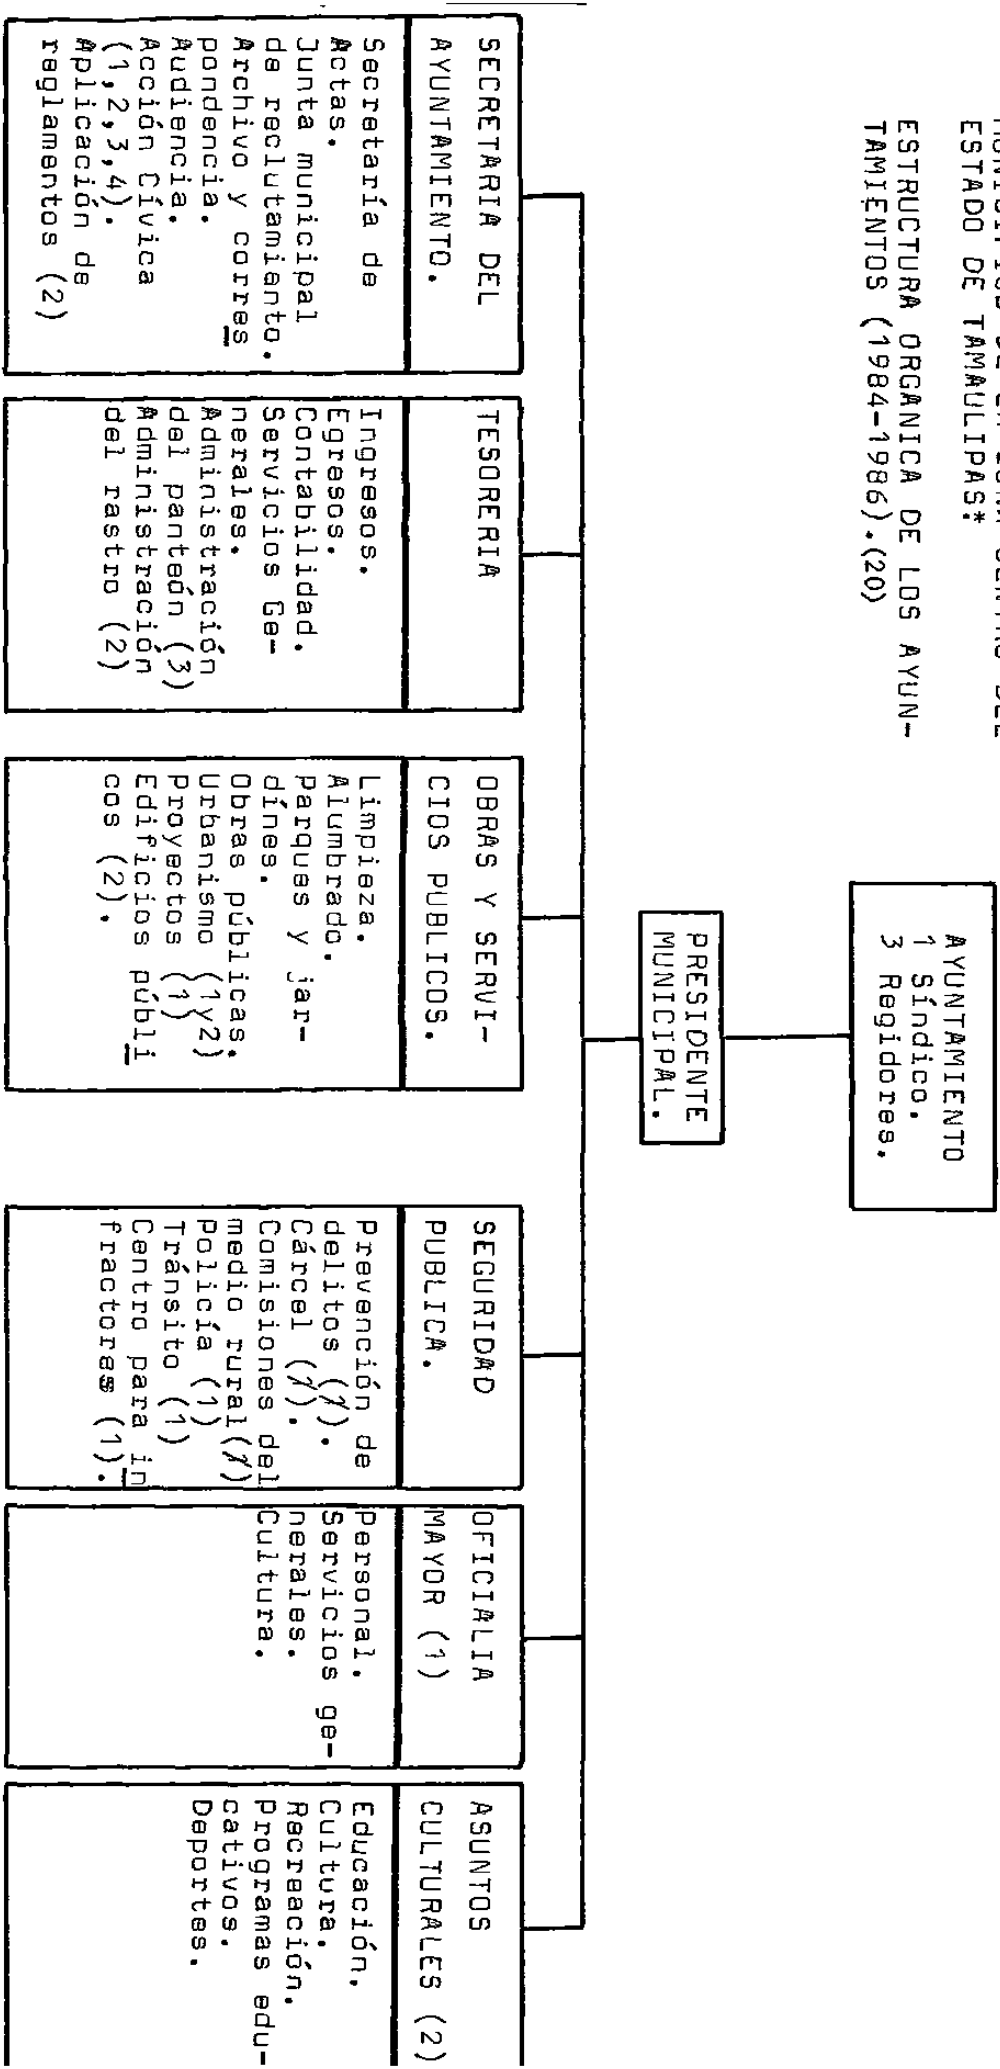 ESTADO DE TAMAULIPAS*
ESTRUCTURA ORGANICA DE LOS AYUN-
TAMIENTOS (1984-1986).(20)
AYUNTAMIENTO
1 Síndico.
3 Regidores.
PRESIDENTE
MUNICIPAL.
SECRETARIA DEL
AYUNTAMIENTO.
Secretaría de
Actas.
Junta municipal
de reclutamiento.
Archivo y corres
pondencia.
Audiencia.
Acción Cívica
(1,2,3,4).
Aplicación de
reglamentos (2)
TESORERIA
Ingresos.
Egresos.
Contabilidad.
Servicios Ge-
nerales.
Administración
del panteón (3)
Administración
del rastro (2)
OBRAS Y SERVI-
CIOS PUBLICOS.
Limpieza.
Alumbrado.
Parques y jar-
dínes.
Obras públicas.
Urbanismo (1y2)
Proyectos (1)
Edificios públi
cos (2).
SEGURIDAD
PUBLICA.
Prevención de
delitos (1).
Cárcel (1).
Comisiones del
medio rural(1)
Policía (1)
Tránsito (1)
Centro para in
fractores (1).
OFICIALIA
MAYOR (1)
Personal.
Servicios ge-
nerales.
Cultura.
ASUNTOS
CULTURALES (2)
Educación.
Cultura.
Recreación.
Programas edu-
cativos.
Deportes.